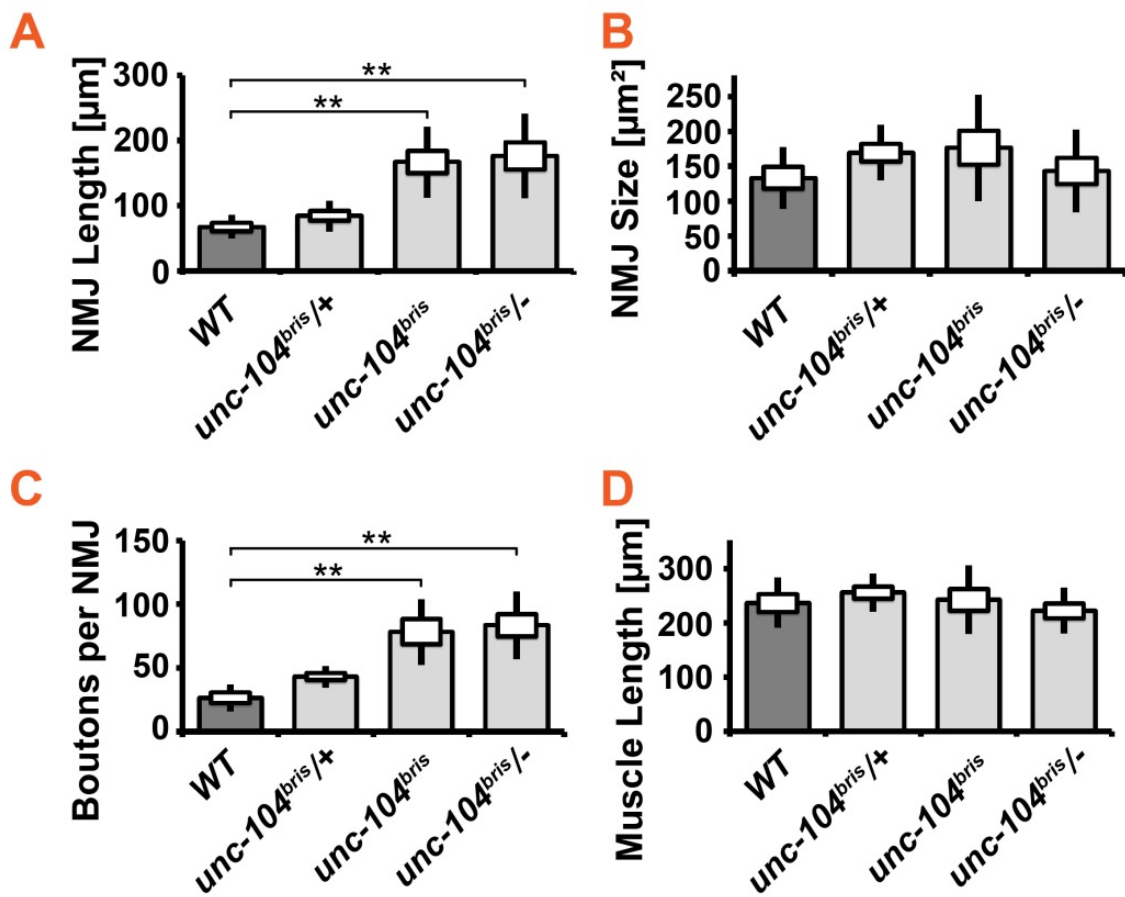 A
NMJ Length [µm]
300
200
100
0
**
**
WT
unc-104bris/+
unc-104bris
unc-104bris/-
B
NMJ Size [µm²]
250
200
150
100
50
0
WT
unc-104bris/+
unc-104bris
unc-104bris/-
C
Boutons per NMJ
150
100
50
0
**
**
WT
unc-104bris/+
unc-104bris
unc-104bris/-
D
Muscle Length [µm]
300
200
100
0
WT
unc-104bris/+
unc-104bris
unc-104bris/-